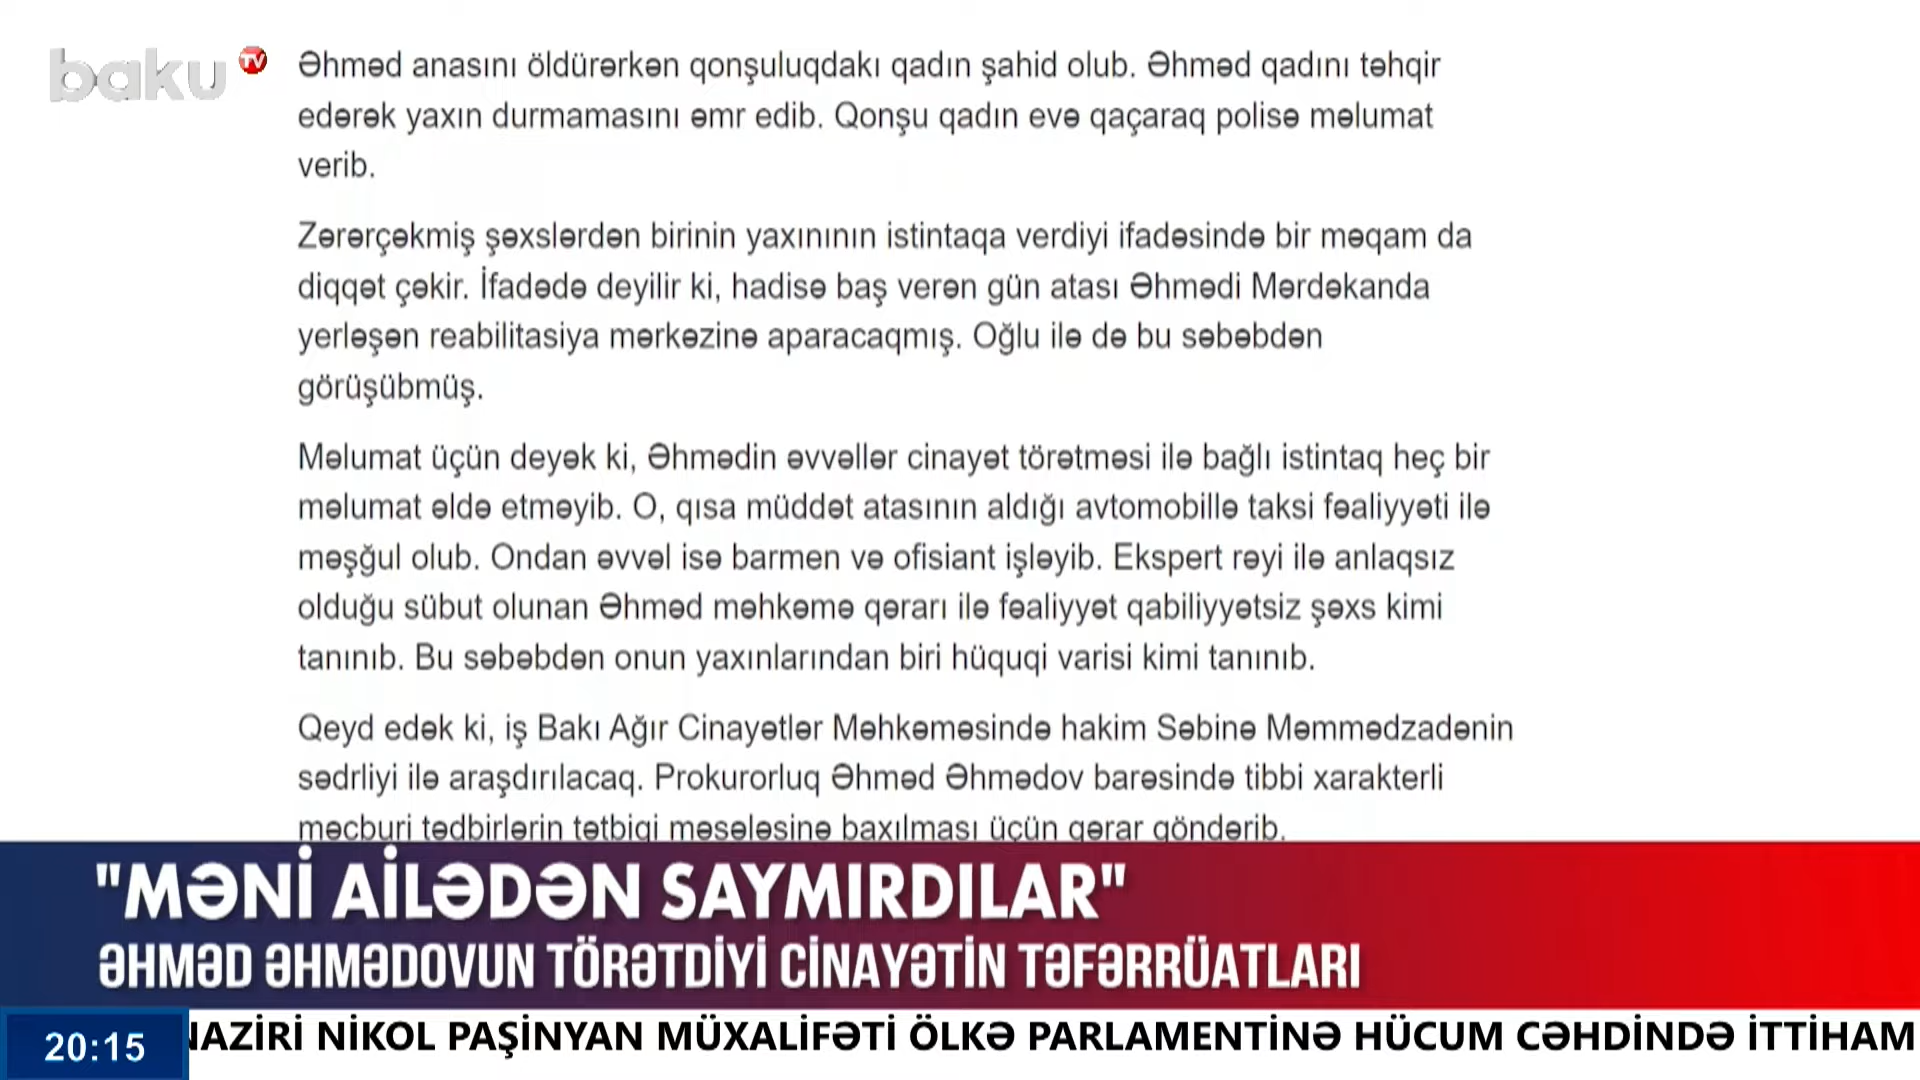 baku TV
Əhməd anasını öldürərkən qonşuluqdakı qadın şahid olub. Əhməd qadını təhqir
edərək yaxın durmamasını əmr edib. Qonşu qadın evə qaçaraq polisə məlumat
verib.
Zərərçəkmiş şəxslərdən birinin yaxınının istintaqa verdiyi ifadəsində bir məqam da
diqqət çəkir. İfadədə deyilir ki, hadisə baş verən gün atası Əhmədi Mərdəkanda
yerləşən reabilitasiya mərkəzinə aparacaqmış. Oğlu ilə də bu səbəbdən
görüşübmüş.
Məlumat üçün deyək ki, Əhmədin əvvəllər cinayət törətməsi ilə bağlı istintaq heç bir
məlumat əldə etməyib. O, qısa müddət atasının aldığı avtomobillə taksi fəaliyyəti ilə
məşğul olub. Ondan əvvəl isə barmen və ofisiant işləyib. Ekspert rəyi ilə anlaqsız
olduğu sübut olunan Əhməd məhkəmə qərarı ilə fəaliyyət qabiliyyətsiz şəxs kimi
tanınıb. Bu səbəbdən onun yaxınlarından biri hüquqi varisi kimi tanınıb.
Qeyd edək ki, iş Bakı Ağır Cinayətlər Məhkəməsində hakim Səbinə Məmmədzadənin
sədrliyi ilə araşdırılacaq. Prokurorluq Əhməd Əhmədov barəsində tibbi xarakterli
məcburi tədbirlərin tətbiqi məsələsinə baxılması üçün qərar göndərib.
"MƏNİ AİLƏDƏN SAYMIRDILAR"
ƏHMƏD ƏHMƏDOVUN TÖRƏTDİYİ CİNAYƏTİN TƏFƏRRÜATLARI
20:15 NAZİRİ NİKOL PAŞİNYAN MÜXALİFƏTİ ÖLKƏ PARLAMENTİNƏ HÜCUM CƏHDİNDƏ İTTİHAM